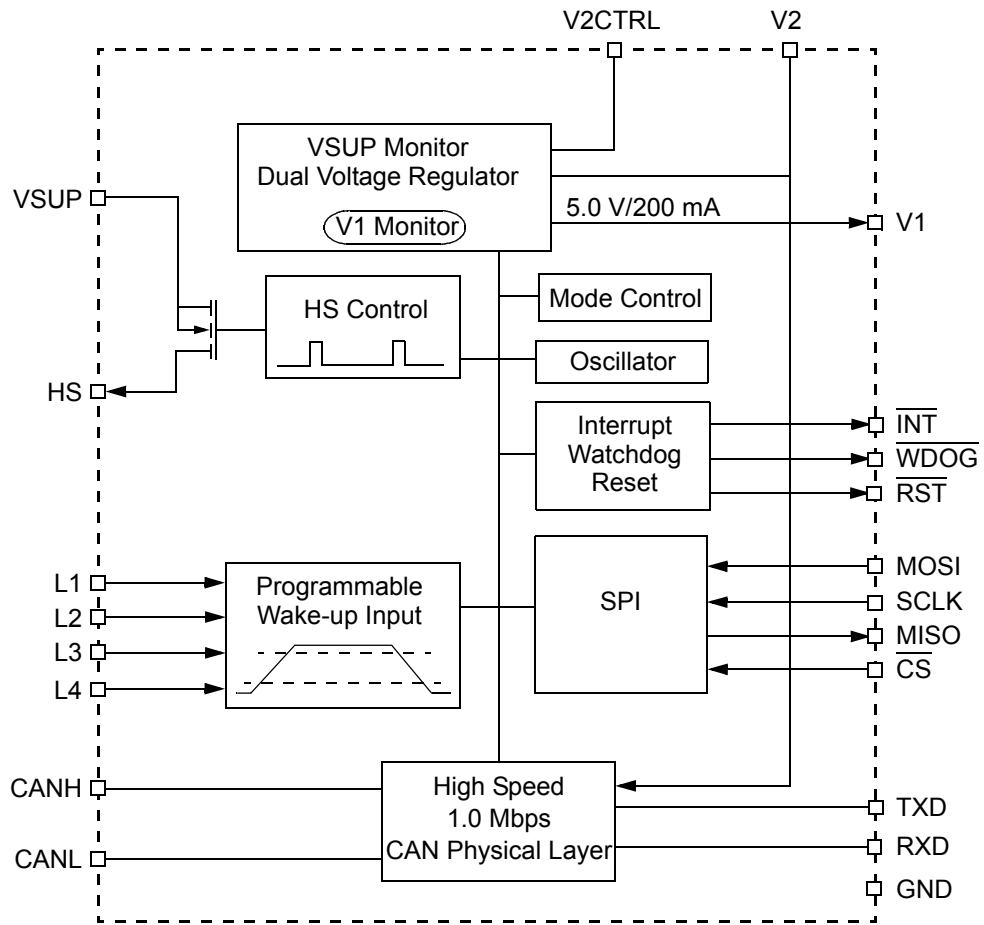 V2CTRL
V2
VSUP Monitor
Dual Voltage Regulator
V1 Monitor
VSUP
5.0 V/200 mA
V1
HS Control
Mode Control
Oscillator
HS
Interrupt
Watchdog
Reset
INT
WDOG
RST
L1
L2
L3
L4
Programmable
Wake-up Input
SPI
MOSI
SCLK
MISO
CS
CANH
CANL
High Speed
1.0 Mbps
CAN Physical Layer
TXD
RXD
GND